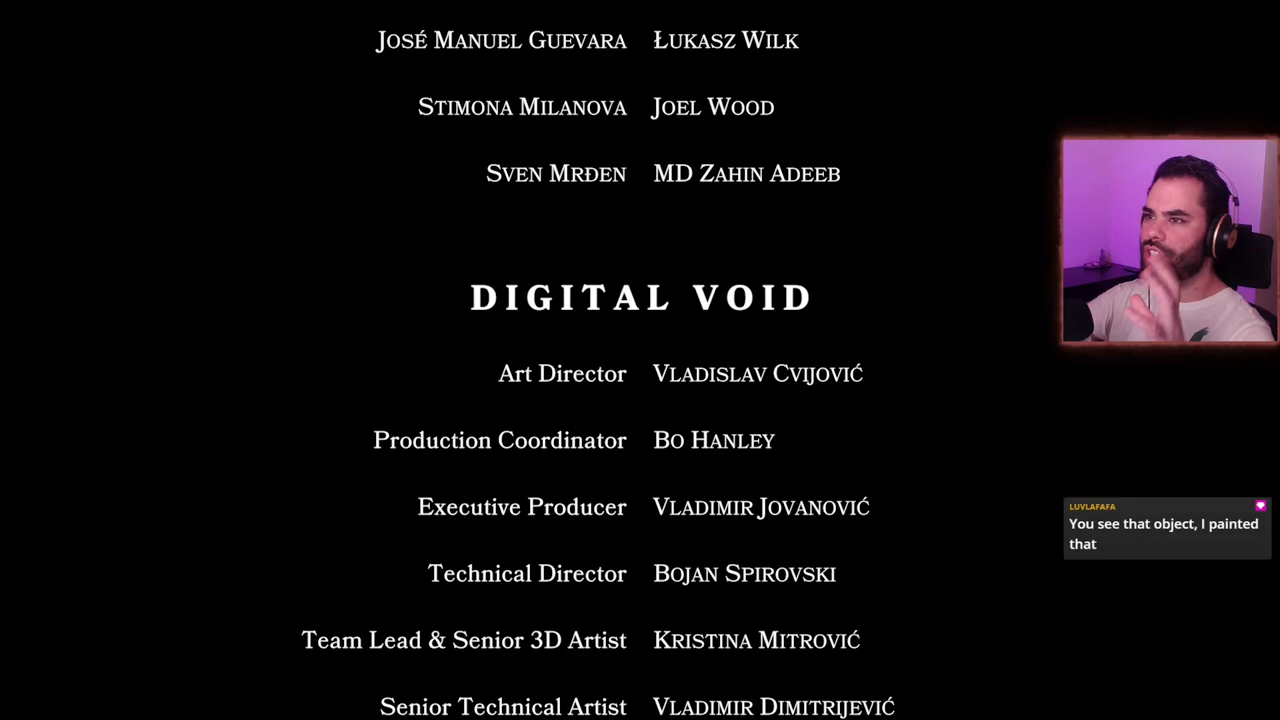 José Manuel Guevara Łukasz Wilk
Stimona Milanova Joel Wood
Sven Mrđen MD Zahin Adeeb
DIGITAL VOID
Art Director Vladislav Cvijović
Production Coordinator Bo Hanley
Executive Producer Vladimir Jovanović
Technical Director Bojan Spirovski
Team Lead & Senior 3D Artist Kristina Mitrović
Senior Technical Artist Vladimir Dimitrijević
LUVLAFAFA
You see that object, I painted
that